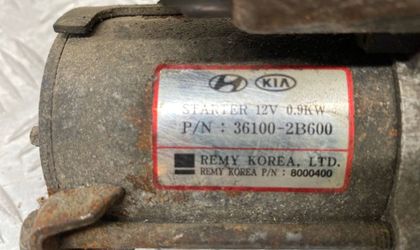 KIA
STARTER 12V 0.9KW
P/N : 36100-2B600
REMY KOREA, LTD.
REMY KOREA P/N : 8000400